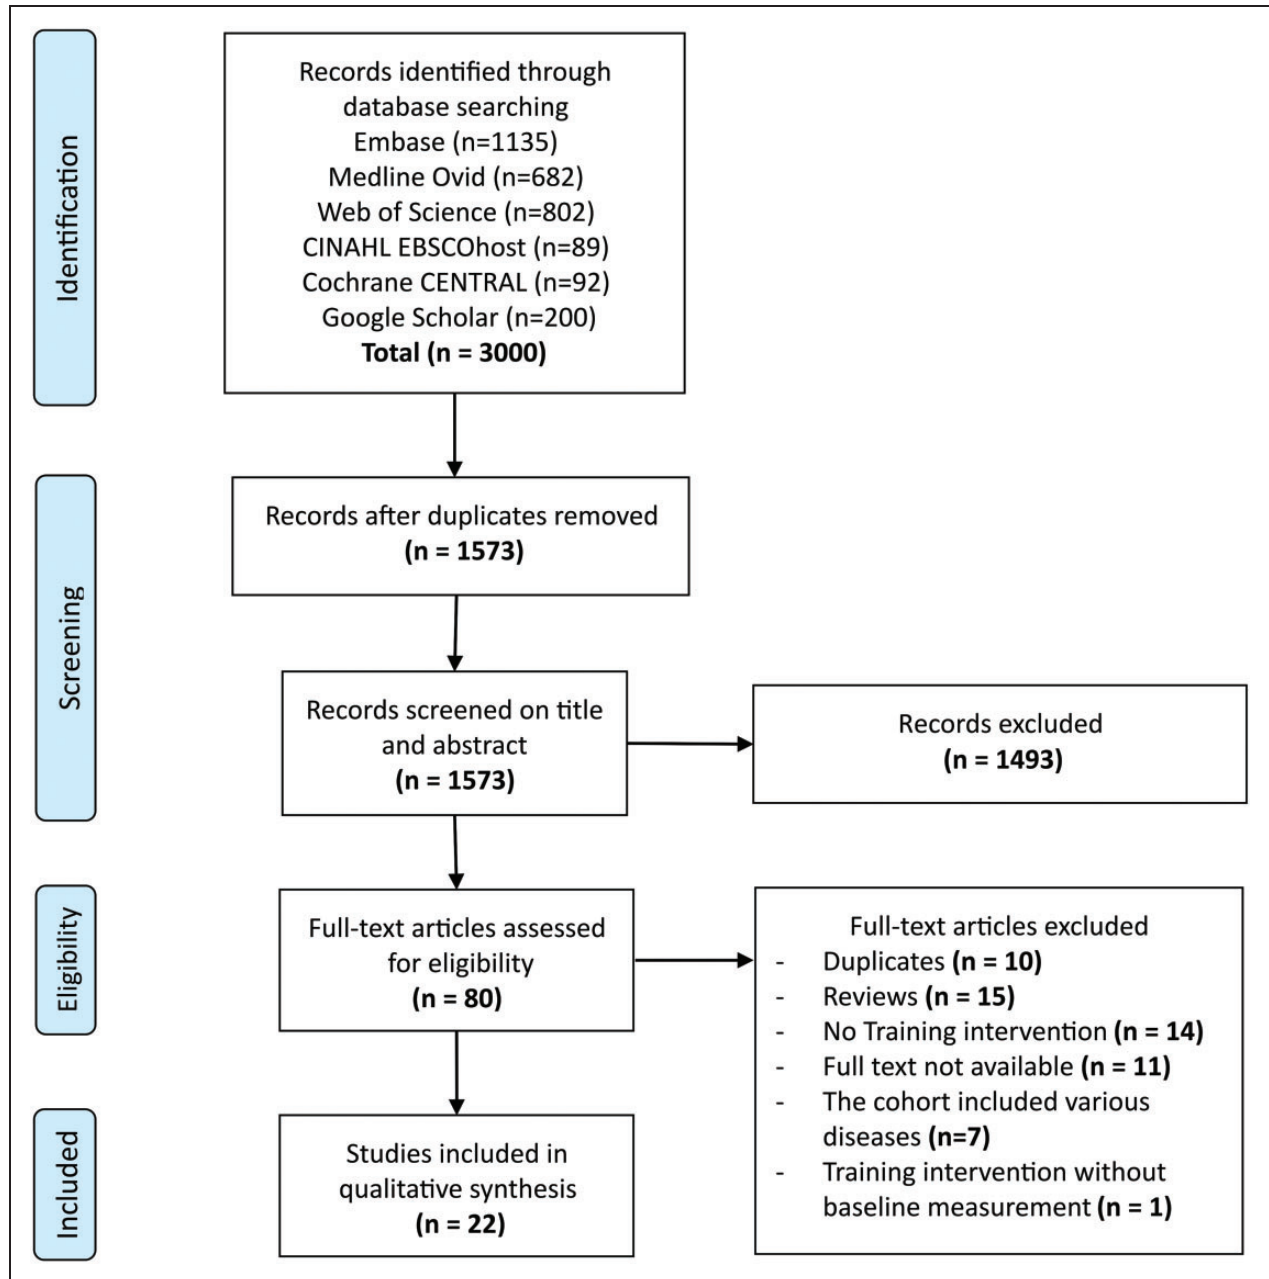 Identification
Records identified through
database searching
Embase (n=1135)
Medline Ovid (n=682)
Web of Science (n=802)
CINAHL EBSCOhost (n=89)
Cochrane CENTRAL (n=92)
Google Scholar (n=200)
Total (n = 3000)
Screening
Records after duplicates removed
(n = 1573)
Records screened on title
and abstract
(n = 1573)
Records excluded
(n = 1493)
Eligibility
Full-text articles assessed
for eligibility
(n = 80)
Full-text articles excluded
- Duplicates (n = 10)
- Reviews (n = 15)
- No Training intervention (n = 14)
- Full text not available (n = 11)
- The cohort included various
diseases (n=7)
- Training intervention without
baseline measurement (n = 1)
Included
Studies included in
qualitative synthesis
(n = 22)